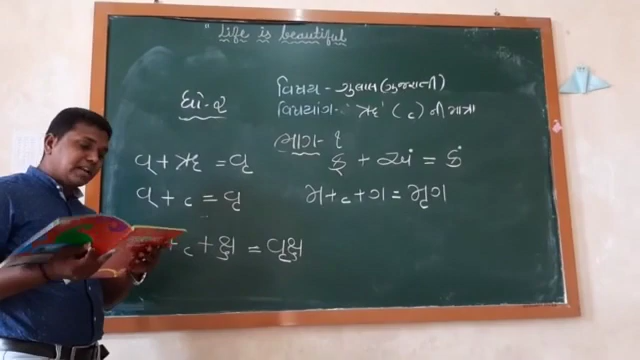 " life is beautiful
ધો-૨
વિષય - ગુલાલ (ગુજરાતી)
વિષયાંગ - 'ઋ' ( ૃ ) ની માત્રા
ભાગ-૧
વ્ + ઋ = વૃ
ક + અં = કં
વ્ + ૃ = વૃ
મ + ૃ + ગ = મૃગ
+ ૃ + ક્ષ = વૃક્ષ